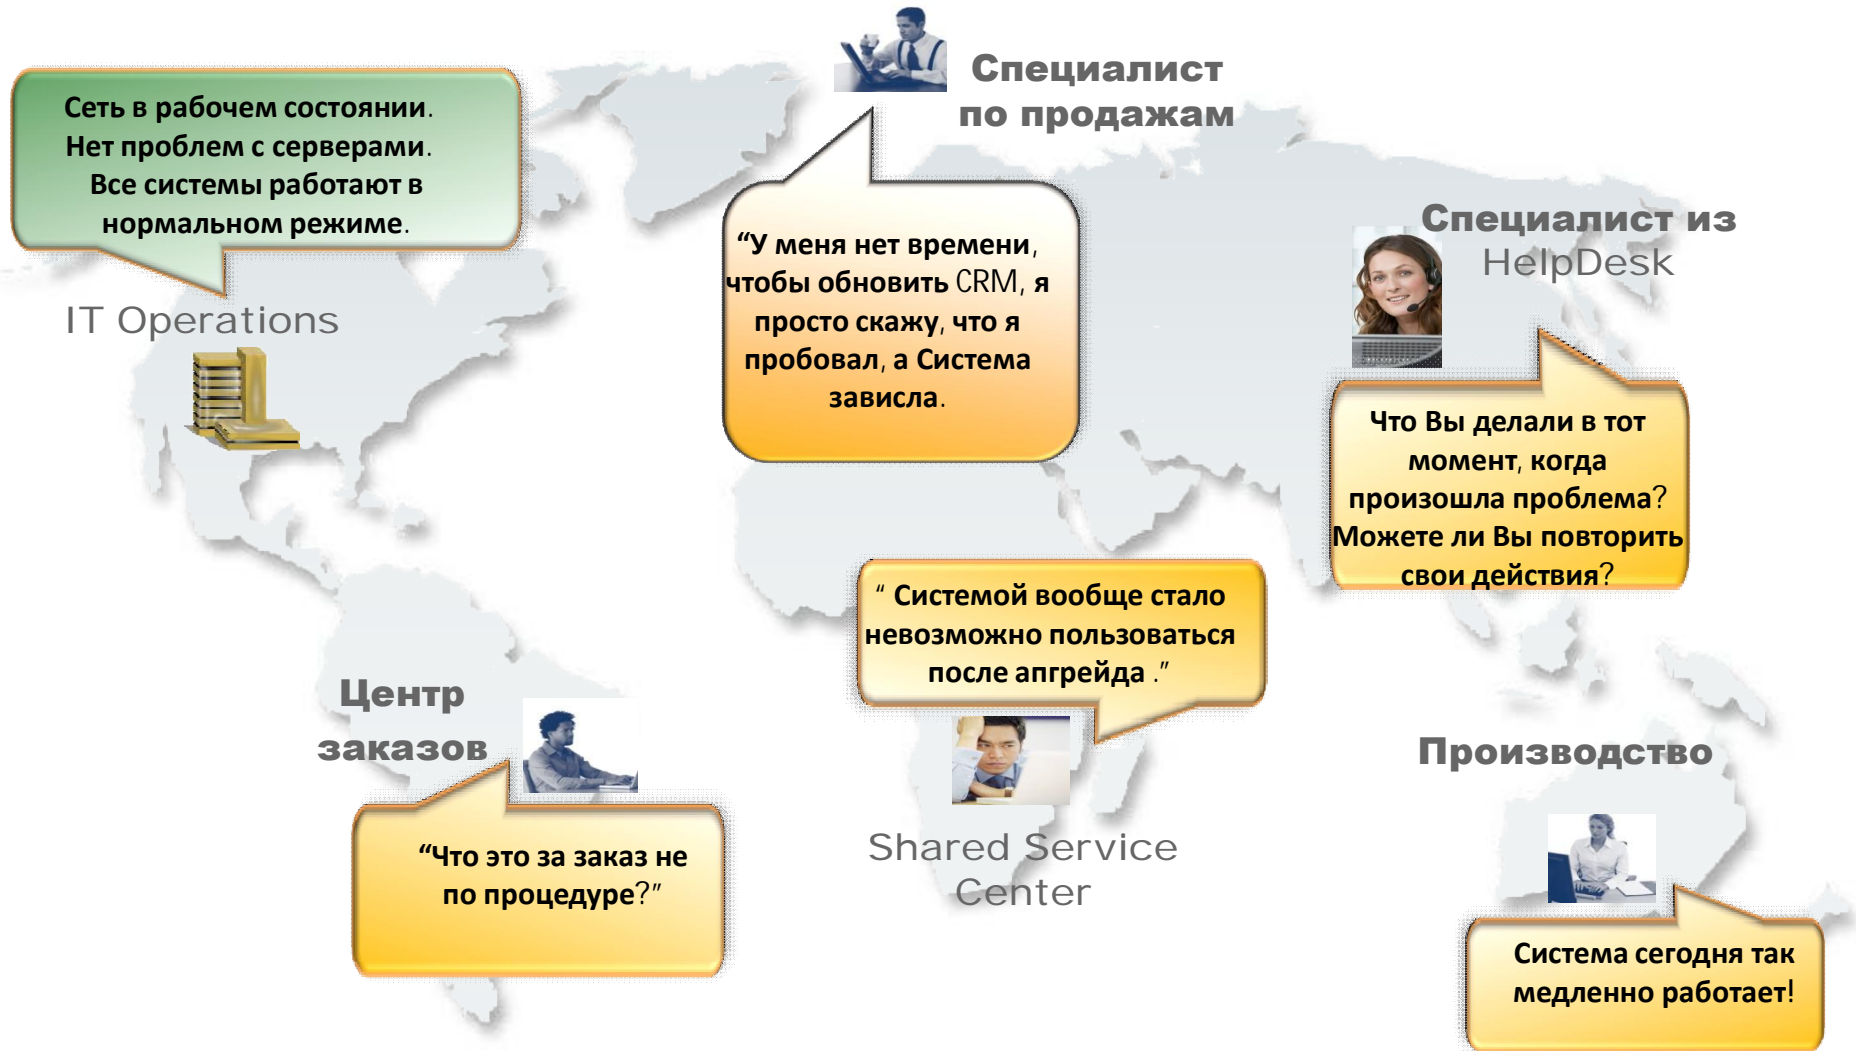 Специалист
по продажам
Сеть в рабочем состоянии.
Нет проблем с серверами.
Все системы работают в
нормальном режиме.
IT Operations
“У меня нет времени,
чтобы обновить CRM, я
просто скажу, что я
пробовал, а Система
зависла.
Специалист из
HelpDesk
Что Вы делали в тот
момент, когда
произошла проблема?
Можете ли Вы повторить
свои действия?
“ Системой вообще стало
невозможно пользоваться
после апгрейда .”
Shared Service
Center
Центр
заказов
“Что это за заказ не
по процедуре?”
Производство
Система сегодня так
медленно работает!